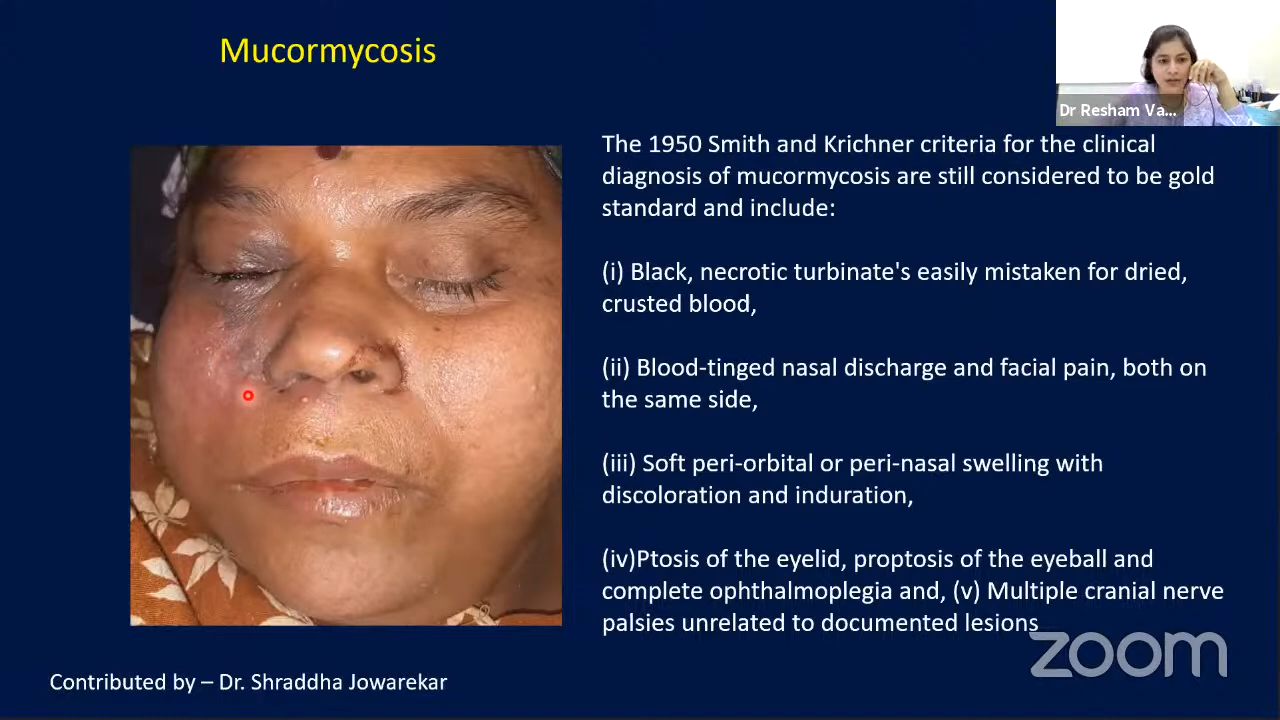 Mucormycosis
Dr Resham Va...
The 1950 Smith and Krichner criteria for the clinical
diagnosis of mucormycosis are still considered to be gold
standard and include:
(i) Black, necrotic turbinate's easily mistaken for dried,
crusted blood,
(ii) Blood-tinged nasal discharge and facial pain, both on
the same side,
(iii) Soft peri-orbital or peri-nasal swelling with
discoloration and induration,
(iv)Ptosis of the eyelid, proptosis of the eyeball and
complete ophthalmoplegia and, (v) Multiple cranial nerve
palsies unrelated to documented lesions
zoom
Contributed by – Dr. Shraddha Jowarekar